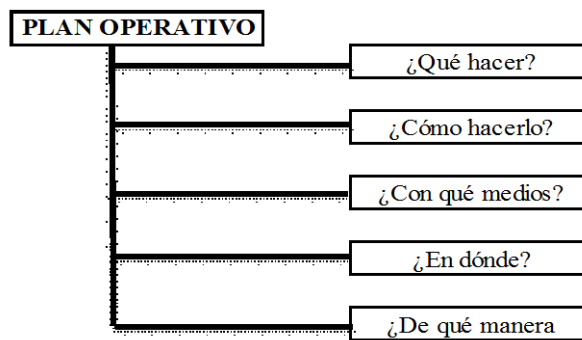 PLAN OPERATIVO
¿Qué hacer?
¿Cómo hacerlo?
¿Con qué medios?
¿En dónde?
¿De qué manera